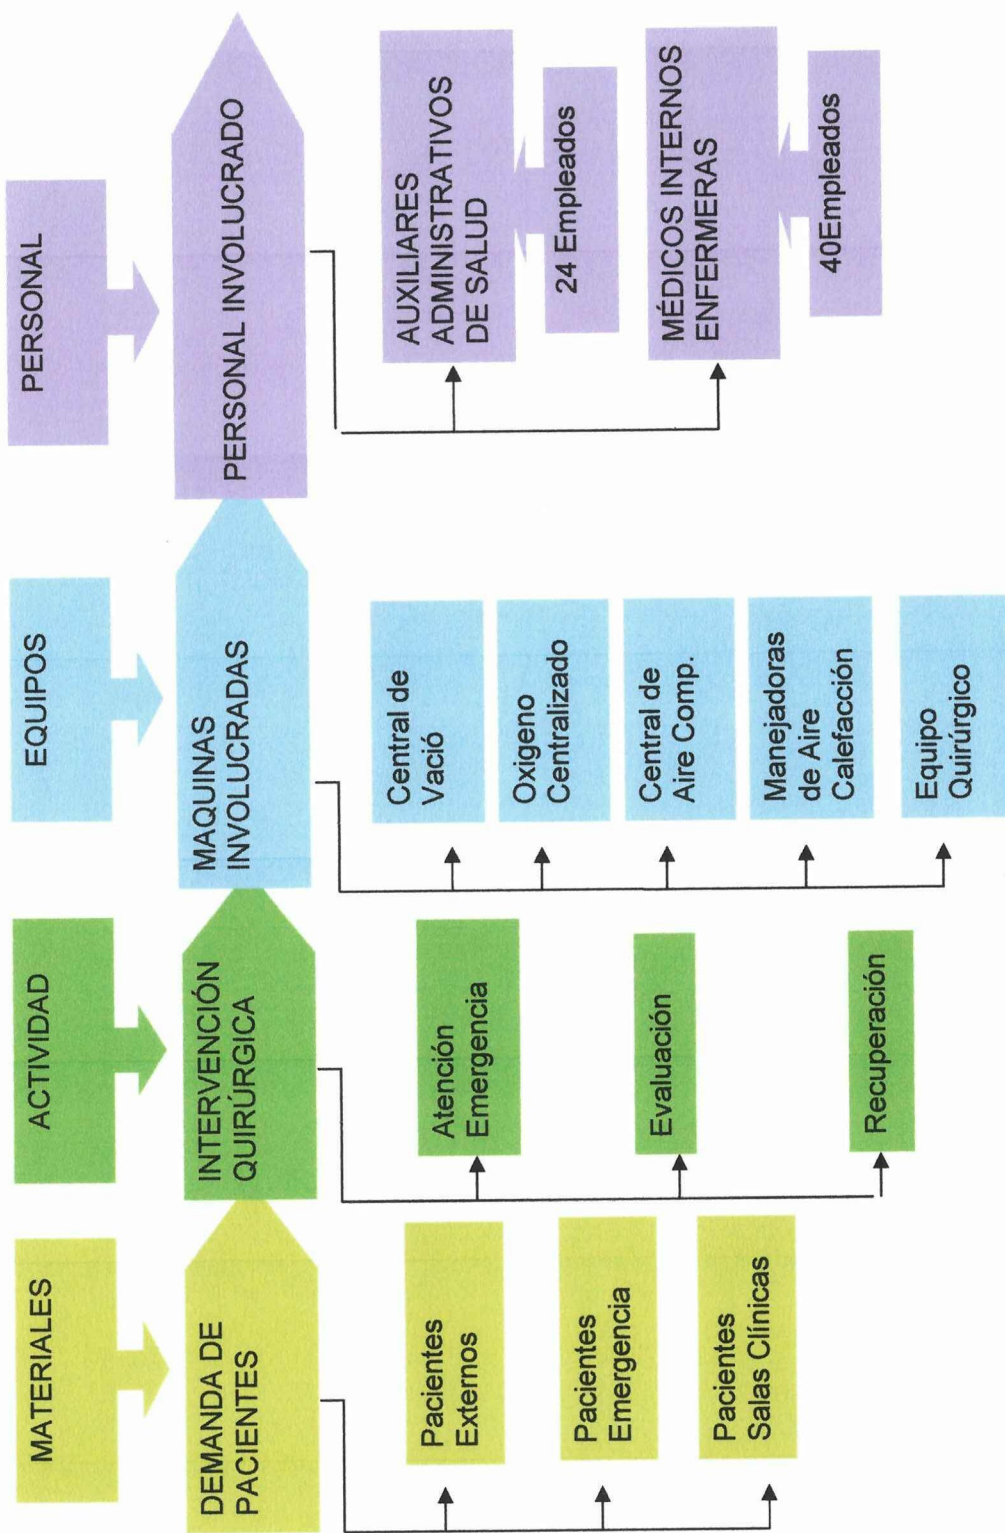 MATERIALES
DEMANDA DE
PACIENTES
Pacientes
Externos
Pacientes
Emergencia
Pacientes
Salas Clínicas
ACTIVIDAD
INTERVENCIÓN
QUIRÚRGICA
Atención
Emergencia
Evaluación
Recuperación
EQUIPOS
MAQUINAS
INVOLUCRADAS
Central de
Vació
Oxigeno
Centralizado
Central de
Aire Comp.
Manejadoras
de Aire
Calefacción
Equipo
Quirúrgico
PERSONAL
PERSONAL INVOLUCRADO
AUXILIARES
ADMINISTRATIVOS
DE SALUD
24 Empleados
MÉDICOS INTERNOS
ENFERMERAS
40Empleados